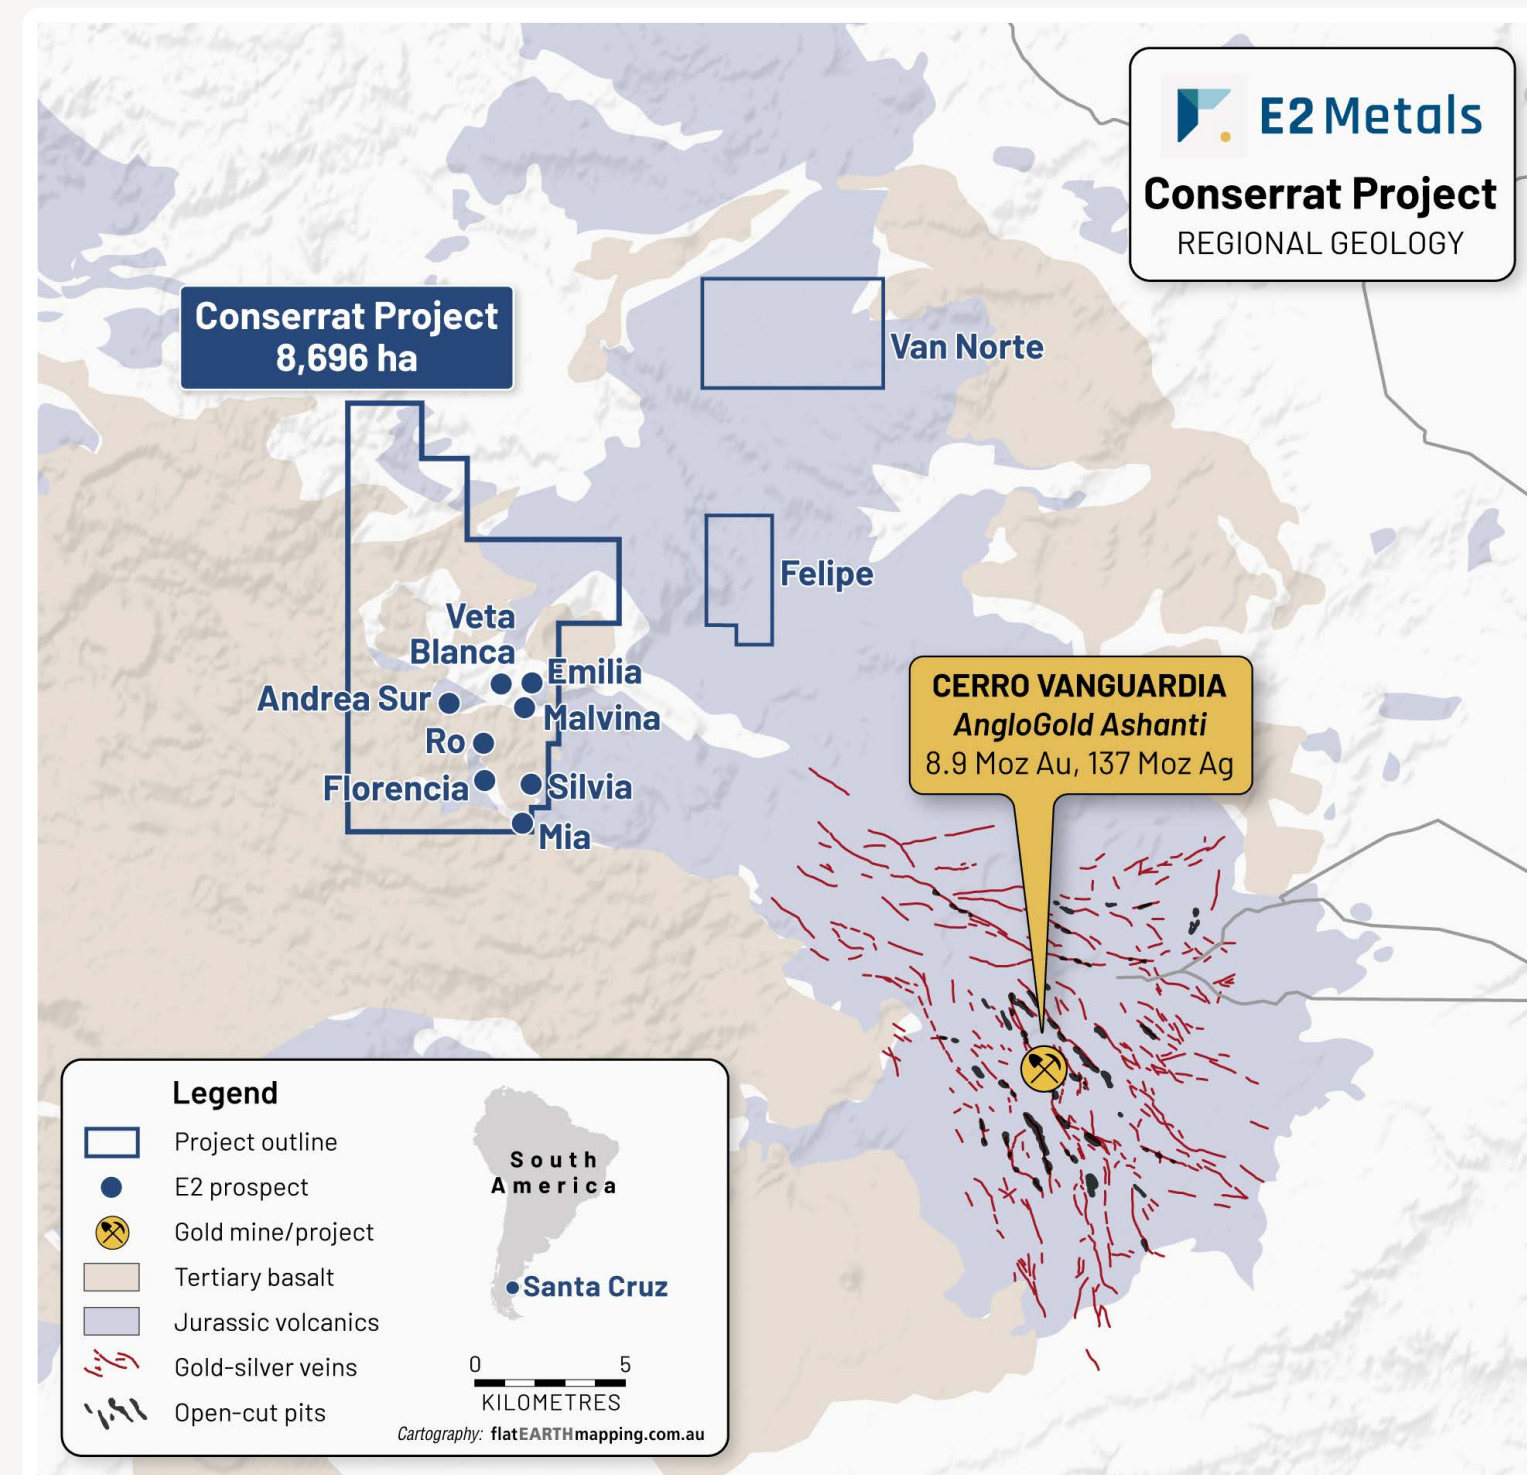 E2 Metals
Conserrat Project
REGIONAL GEOLOGY
Conserrat Project
8,696 ha
Van Norte
Felipe
Veta
Blanca
Emilia
Andrea Sur
Malvina
Ro
Florencia
Silvia
Mia
CERRO VANGUARDIA
AngloGold Ashanti
8.9 Moz Au, 137 Moz Ag
Legend
Project outline
E2 prospect
Gold mine/project
Tertiary basalt
Jurassic volcanics
Gold-silver veins
Open-cut pits
South
America
Santa Cruz
0 5
KILOMETRES
Cartography: flatEARTHmapping.com.au